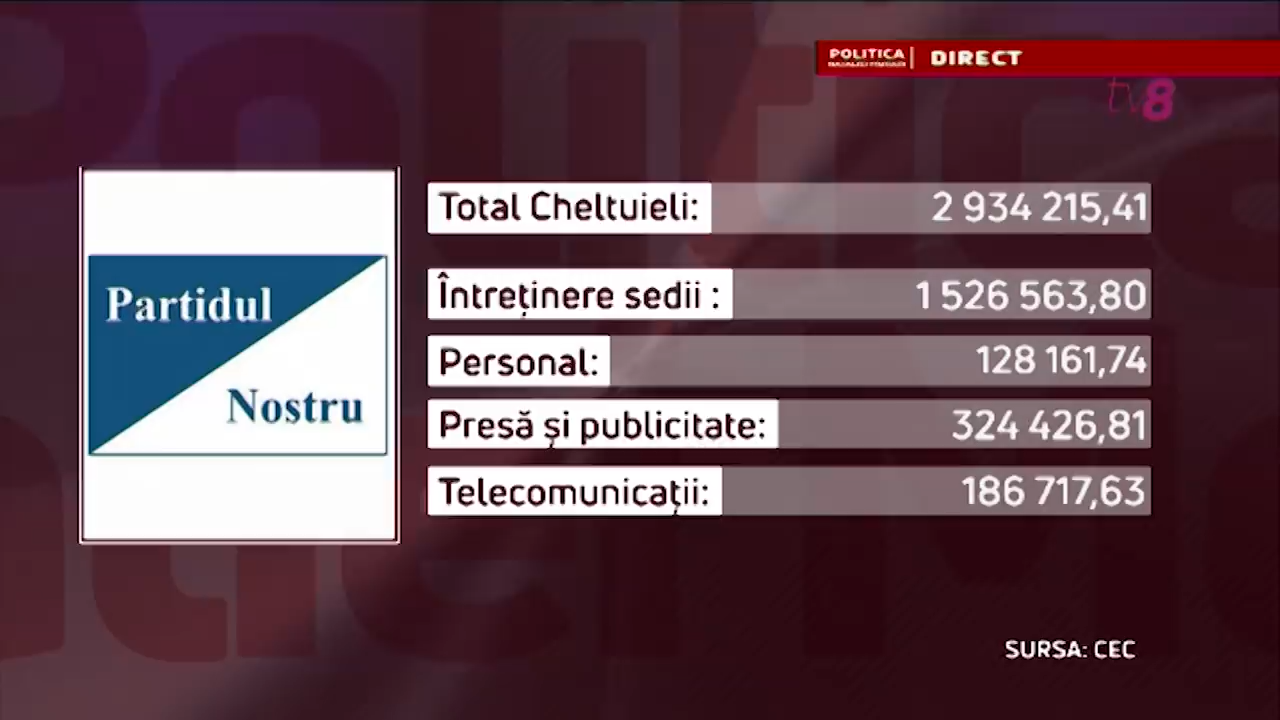 POLITICA
DIRECT
tv8
Partidul
Nostru
Total Cheltuieli: 2 934 215,41
Întreținere sedii : 1 526 563,80
Personal: 128 161,74
Presă și publicitate: 324 426,81
Telecomunicații: 186 717,63
SURSA: CEC